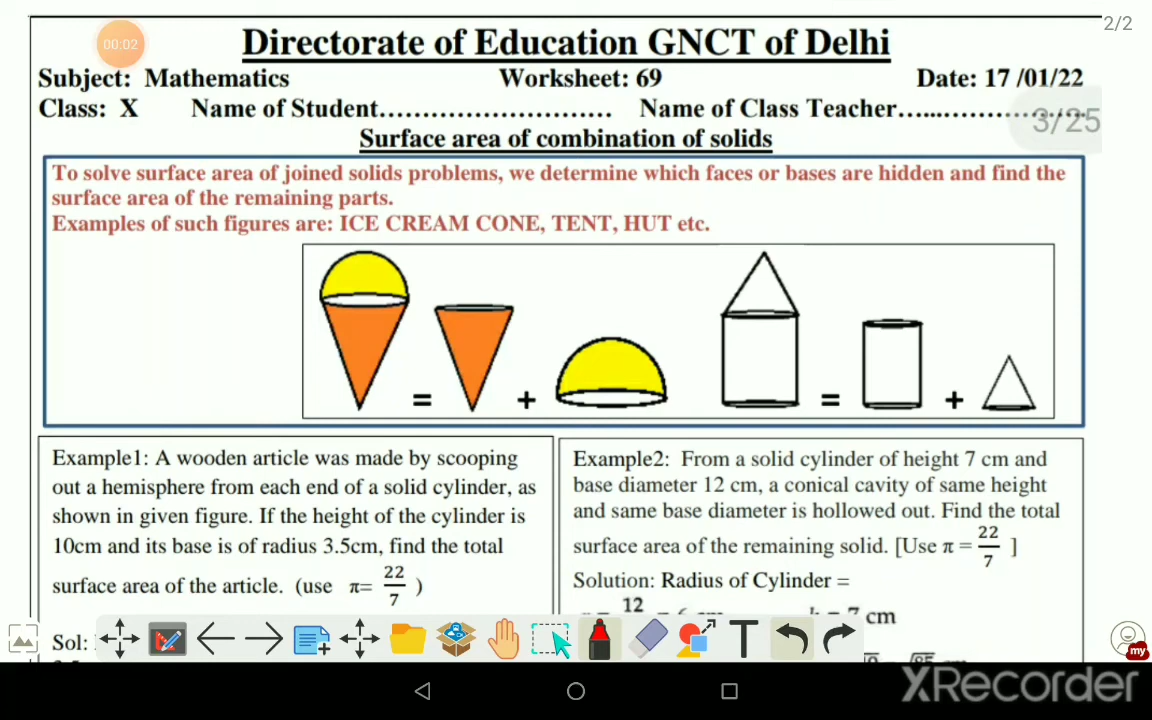 00:02
2/2
Directorate of Education GNCT of Delhi
Subject: Mathematics Worksheet: 69 Date: 17 /01/22
Class: X Name of Student.............................. Name of Class Teacher........................
3/25
Surface area of combination of solids
To solve surface area of joined solids problems, we determine which faces or bases are hidden and find the
surface area of the remaining parts.
Examples of such figures are: ICE CREAM CONE, TENT, HUT etc.
= + = +
Example1: A wooden article was made by scooping
out a hemisphere from each end of a solid cylinder, as
shown in given figure. If the height of the cylinder is
10cm and its base is of radius 3.5cm, find the total
surface area of the article. (use π= 22/7 )
Sol:
Example2: From a solid cylinder of height 7 cm and
base diameter 12 cm, a conical cavity of same height
and same base diameter is hollowed out. Find the total
surface area of the remaining solid. [Use π = 22/7 ]
Solution: Radius of Cylinder =
12 = 6 cm h = 7 cm
T
my
XRecorder